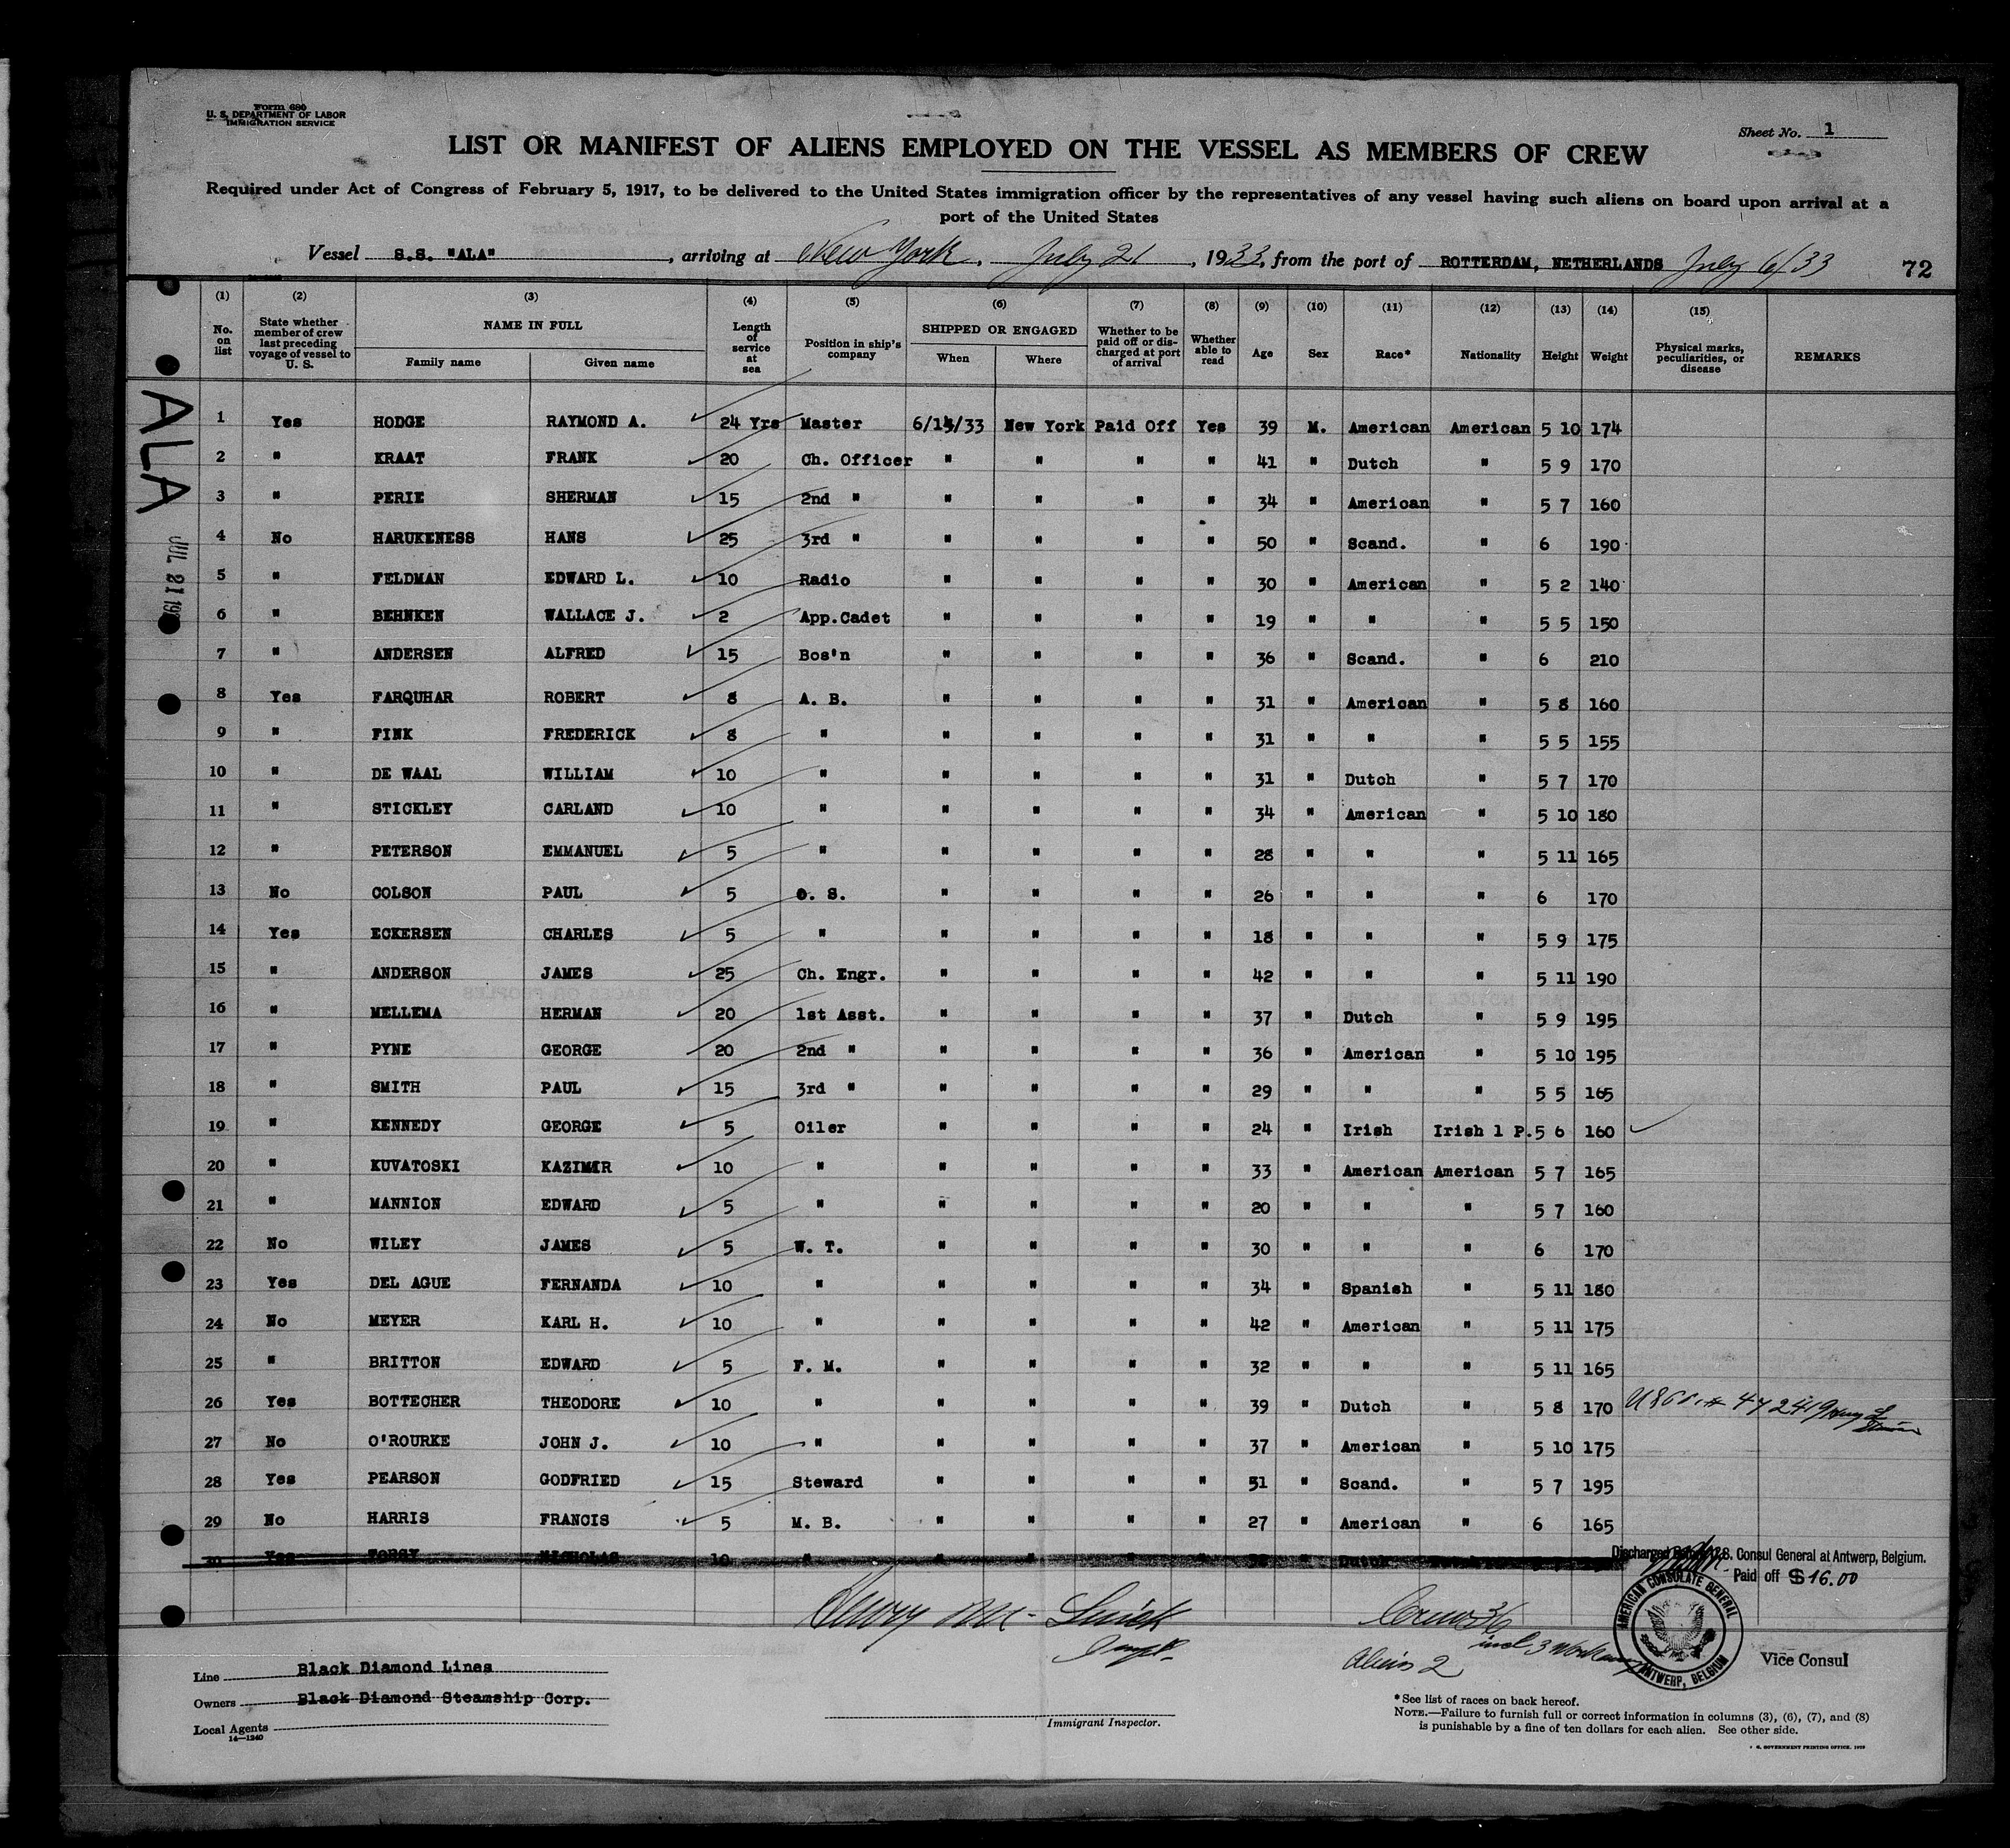 Form 680
U. S. DEPARTMENT OF LABOR
IMMIGRATION SERVICE
Sheet No. 1
LIST OR MANIFEST OF ALIENS EMPLOYED ON THE VESSEL AS MEMBERS OF CREW
Required under Act of Congress of February 5, 1917, to be delivered to the United States immigration officer by the representatives of any vessel having such aliens on board upon arrival at a
port of the United States
Vessel S.S. "ALA", arriving at New York, July 21, 1933, from the port of ROTTERDAM, NETHERLANDS July 6/33 72
(1) No. on list (2) State whether member of crew last preceding voyage of vessel to U. S. (3) NAME IN FULL Family name Given name (4) Length of service at sea (5) Position in ship's company (6) SHIPPED OR ENGAGED When Where (7) Whether to be paid off or discharged at port of arrival (8) Whether able to read (9) Age (10) Sex (11) Race* (12) Nationality (13) Height (14) Weight (15) Physical marks, peculiarities, or disease REMARKS
ALA
JUL 21 19
1 Yes HODGE RAYMOND A. 24 Yrs Master 6/14/33 New York Paid Off Yes 39 M. American American 5 10 174
2 " KRAAT FRANK 20 Ch. Officer " " " " 41 " Dutch " 5 9 170
3 " PERIE SHERMAN 15 2nd " " " " " 34 " American " 5 7 160
4 No HARUKENESS HANS 25 3rd " " " " " 50 " Scand. " 6 190
5 " FELDMAN EDWARD L. 10 Radio " " " " 30 " American " 5 2 140
6 " BEHNKEN WALLACE J. 2 App.Cadet " " " " 19 " " " 5 5 150
7 " ANDERSEN ALFRED 15 Bos'n " " " " 36 " Scand. " 6 210
8 Yes FARQUHAR ROBERT 8 A. B. " " " " 31 " American " 5 8 160
9 " FINK FREDERICK 8 " " " " " 31 " " " 5 5 155
10 " DE WAAL WILLIAM 10 " " " " " 31 " Dutch " 5 7 170
11 " STICKLEY CARLAND 10 " " " " " 34 " American " 5 10 180
12 " PETERSON EMMANUEL 5 " " " " " 28 " " " 5 11 165
13 No COLSON PAUL 5 O. S. " " " " 26 " " " 6 170
14 Yes ECKERSEN CHARLES 5 " " " " " 18 " " " 5 9 175
15 " ANDERSON JAMES 25 Ch. Engr. " " " " 42 " " " 5 11 190
16 " MELLEMA HERMAN 20 1st Asst. " " " " 37 " Dutch " 5 9 195
17 " PYNE GEORGE 20 2nd " " " " " 36 " American " 5 10 195
18 " SMITH PAUL 15 3rd " " " " " 29 " " " 5 5 165
19 " KENNEDY GEORGE 5 Oiler " " " " 24 " Irish Irish 1 P. 5 6 160
20 " KUVATOSKI KAZIMIR 10 " " " " " 33 " American American 5 7 165
21 " MANNION EDWARD 5 " " " " " 20 " " " 5 7 160
22 No WILEY JAMES 5 W. T. " " " " 30 " " " 6 170
23 Yes DEL AGUE FERNANDA 10 " " " " " 34 " Spanish " 5 11 180
24 No MEYER KARL H. 10 " " " " " 42 " American " 5 11 175
25 " BRITTON EDWARD 5 F. M. " " " " 32 " " " 5 11 165
26 Yes BOTTECHER THEODORE 10 " " " " " 39 " Dutch " 5 8 170
27 No O'ROURKE JOHN J. 10 " " " " " 37 " American " 5 10 175
28 Yes PEARSON GODFRIED 15 Steward " " " " 51 " Scand. " 5 7 195
29 No HARRIS FRANCIS 5 M. B. " " " " 27 " American " 6 165
30 Yes NICHOLAS 10 " " " " " " Dutch
Discharged U.S. Consul General at Antwerp, Belgium.
Paid off $16.00
Crew 36
incl 3 Workaway
Aliens 2
AMERICAN CONSULATE GENERAL
ANTWERP, BELGIUM
Vice Consul
Line Black Diamond Lines
Owners Black Diamond Steamship Corp.
Local Agents
14—1240
Immigrant Inspector.
*See list of races on back hereof.
NOTE.—Failure to furnish full or correct information in columns (3), (6), (7), and (8)
is punishable by a fine of ten dollars for each alien. See other side.
GOVERNMENT PRINTING OFFICE